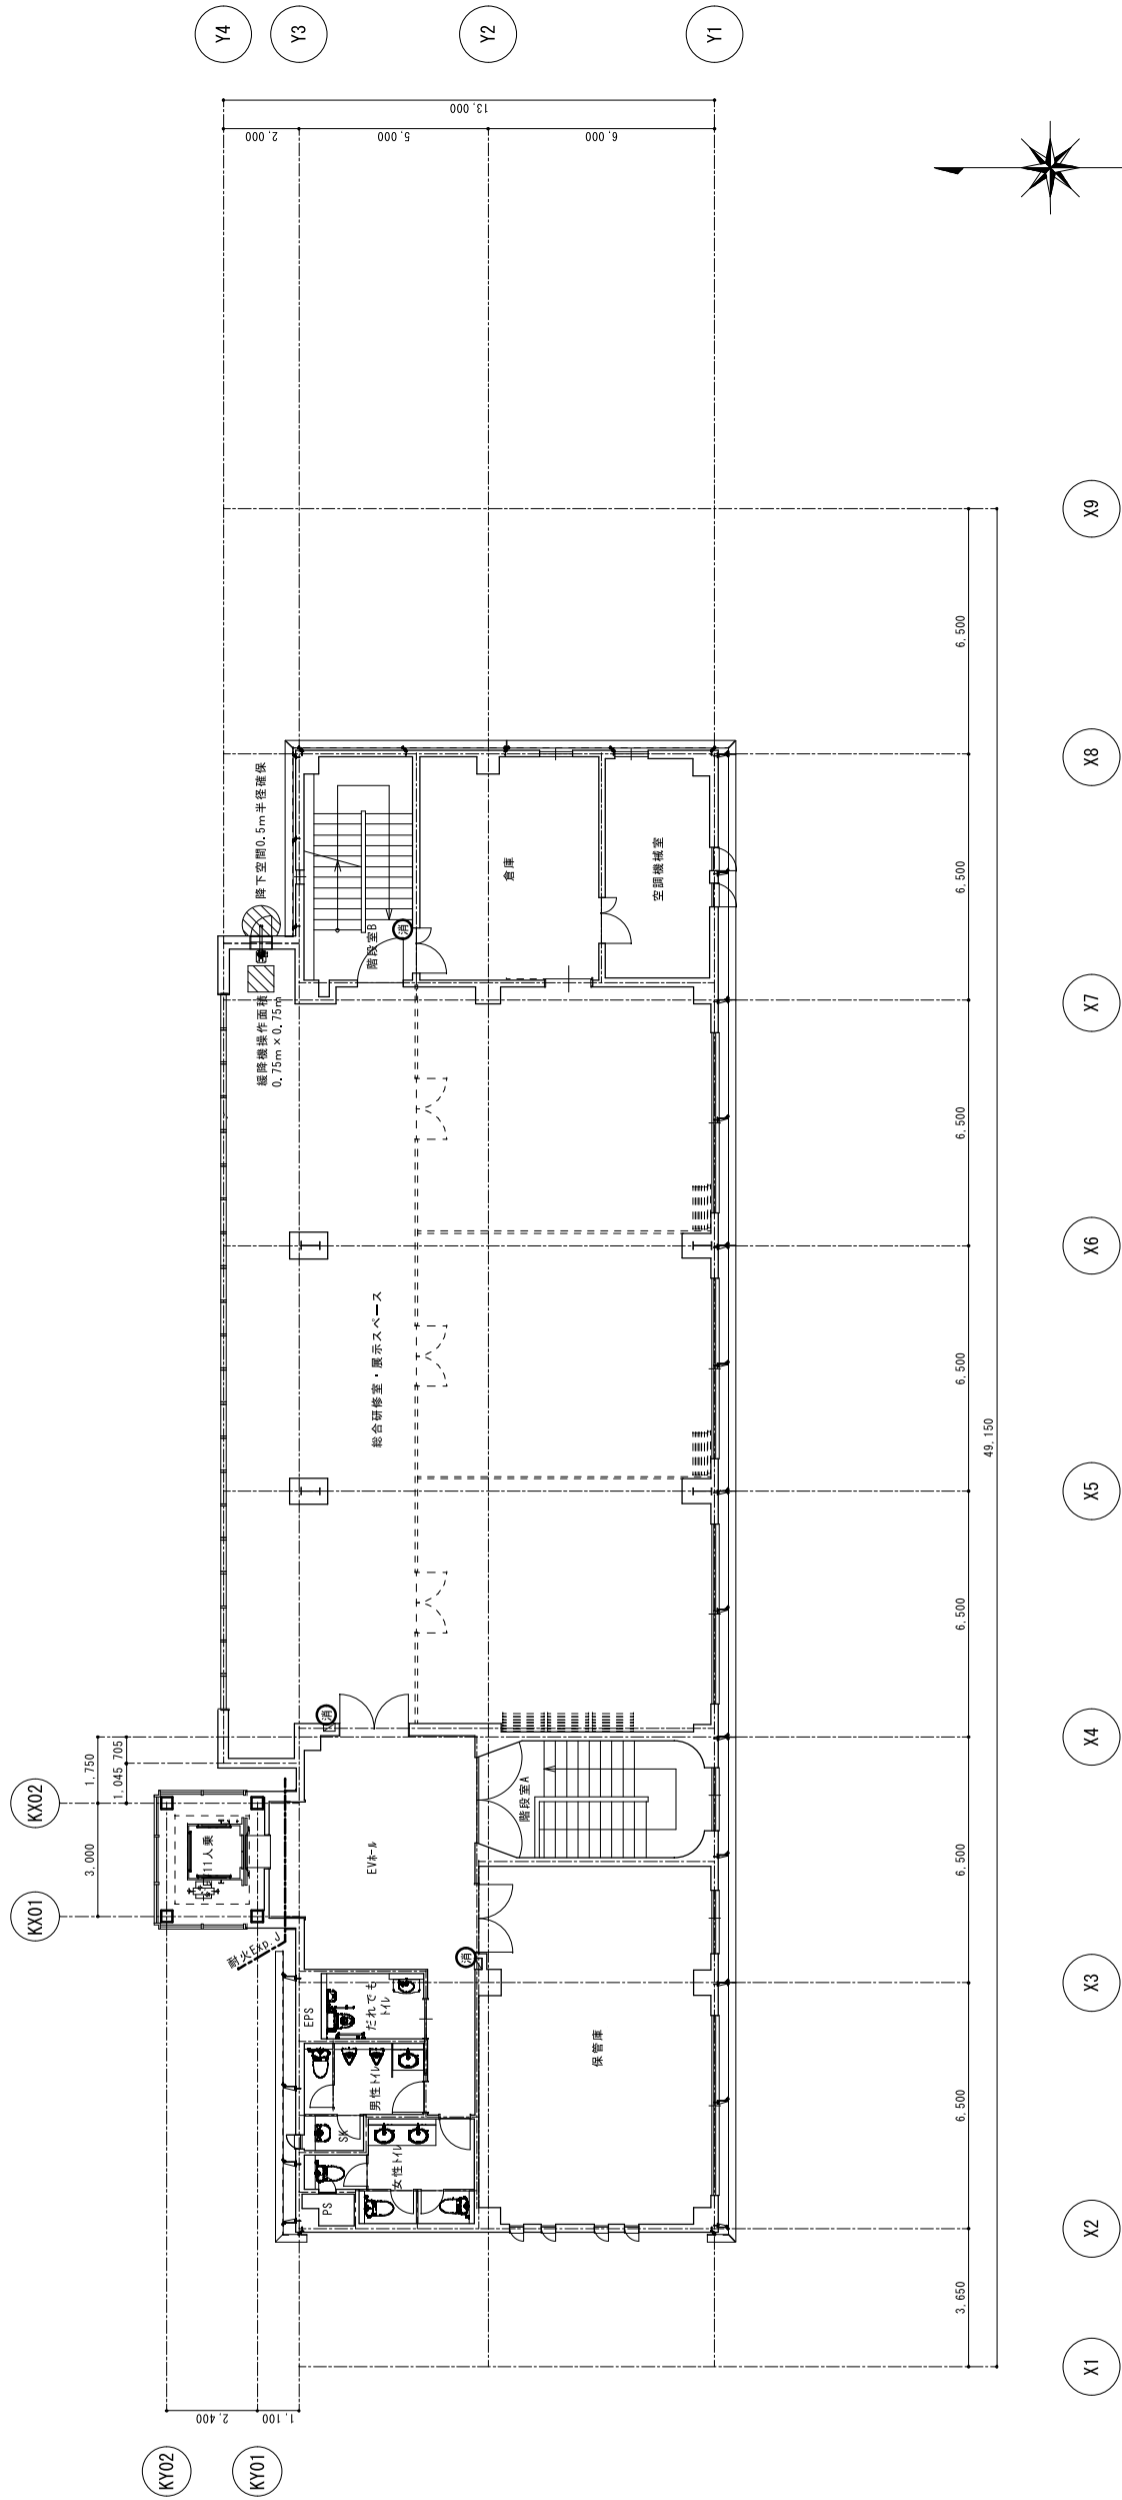 KX01
KX02
3,000
1,750
1,045
705
KY02
KY01
2,400
1,100
Y4
Y3
Y2
Y1
2,000
5,000
6,000
13,000
耐火Exp.J
11人乗
緩降機操作面積
0.75m×0.75m
降下空間0.5m半径確保
PS
SK
EPS
女性トイレ
男性トイレ
だれでも
トイレ
EVホール
消
消
消
階段室A
階段室B
保管庫
総合研修室・展示スペース
倉庫
空調機械室
3,650
6,500
6,500
6,500
6,500
6,500
6,500
6,500
49,150
X1
X2
X3
X4
X5
X6
X7
X8
X9